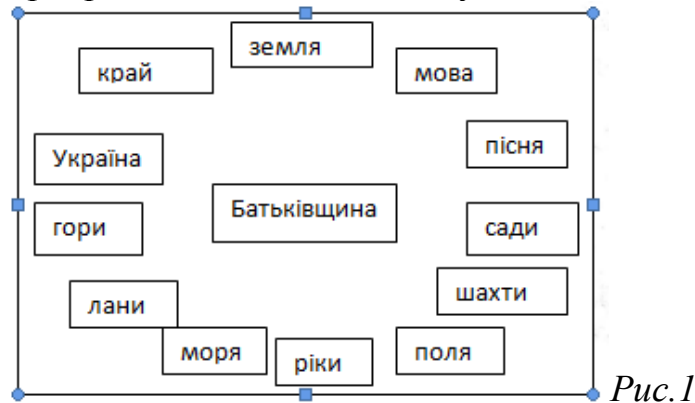 земля
край
мова
пісня
Україна
Батьківщина
гори
сади
шахти
лани
моря
ріки
поля
Рис.1